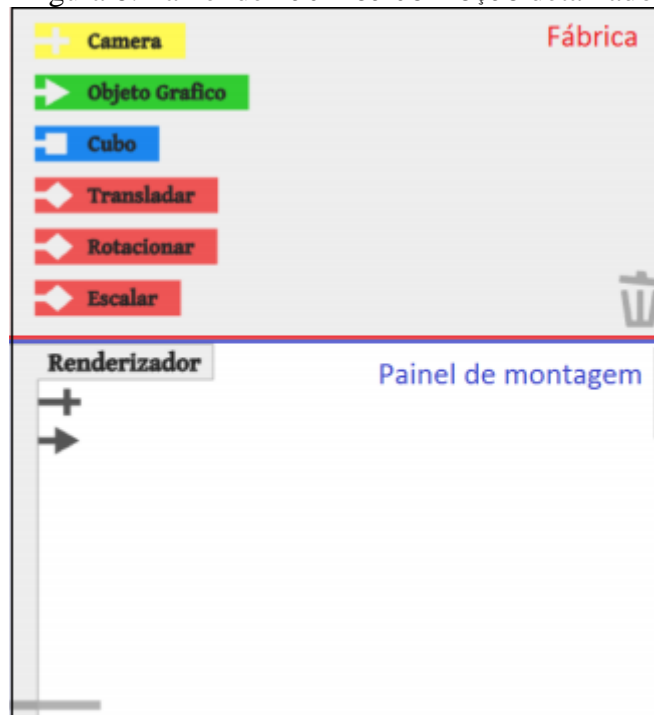 Camera
Fábrica
Objeto Grafico
Cubo
Transladar
Rotacionar
Escalar
Renderizador
Painel de montagem